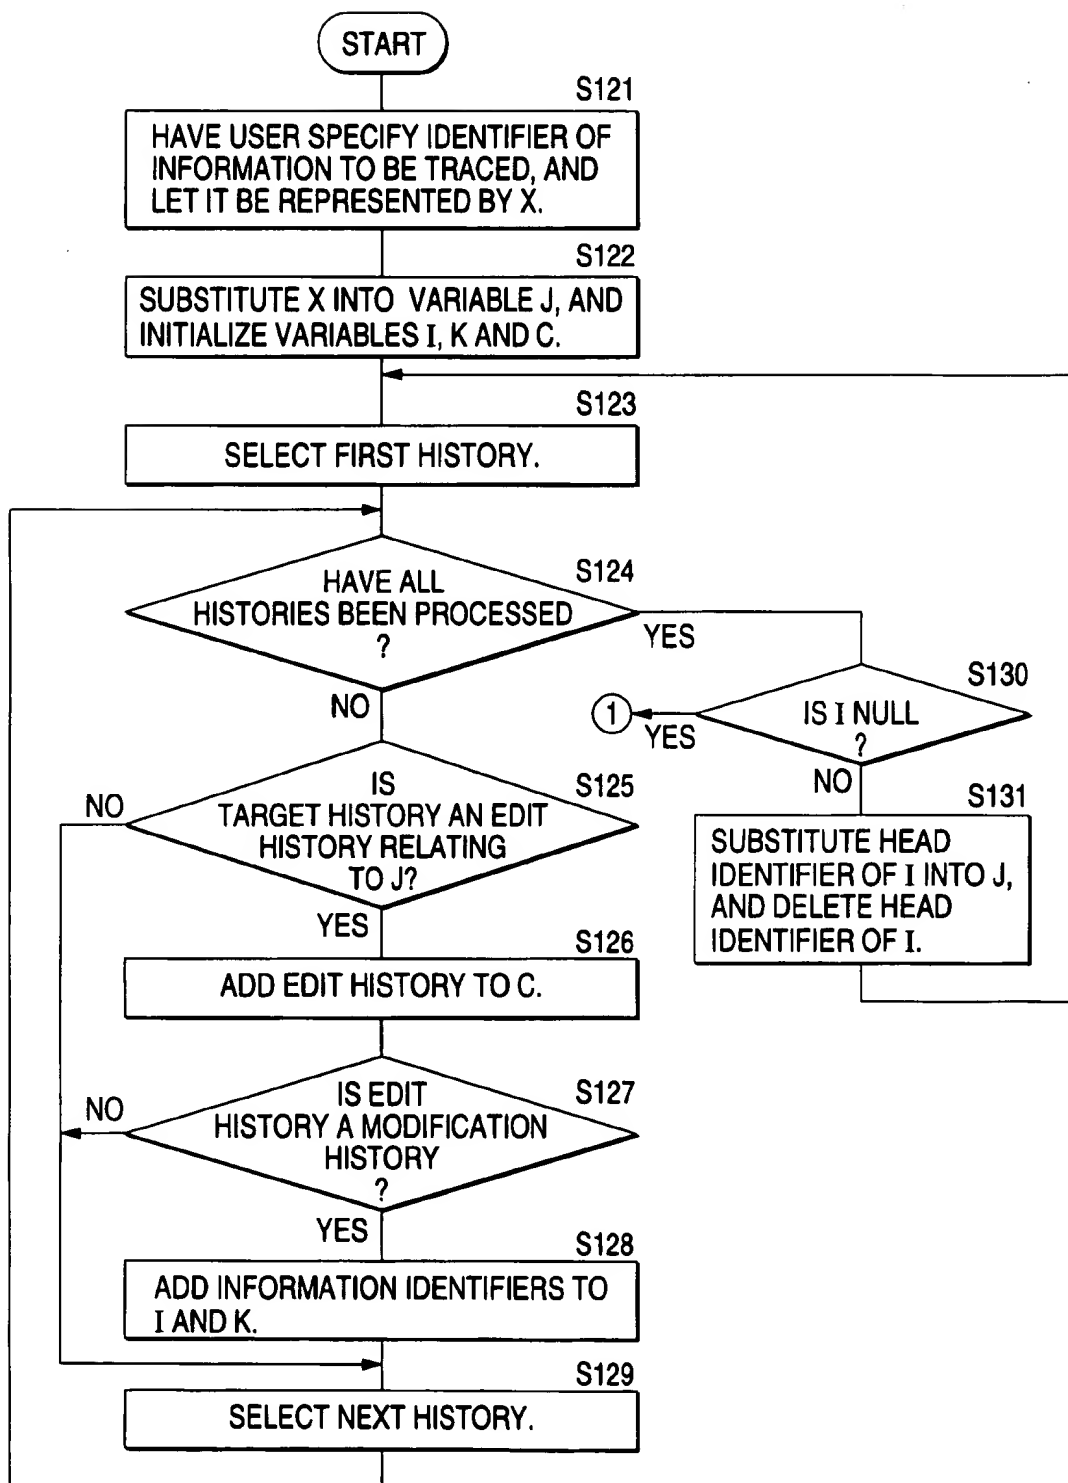 START
S121
HAVE USER SPECIFY IDENTIFIER OF
INFORMATION TO BE TRACED, AND
LET IT BE REPRESENTED BY X.
S122
SUBSTITUTE X INTO VARIABLE J, AND
INITIALIZE VARIABLES I, K AND C.
S123
SELECT FIRST HISTORY.
S124
HAVE ALL
HISTORIES BEEN PROCESSED
?
YES
NO
S130
IS I NULL
?
1
YES
NO
S125
IS
TARGET HISTORY AN EDIT
HISTORY RELATING
TO J?
NO
YES
S131
SUBSTITUTE HEAD
IDENTIFIER OF I INTO J,
AND DELETE HEAD
IDENTIFIER OF I.
S126
ADD EDIT HISTORY TO C.
S127
IS EDIT
HISTORY A MODIFICATION
HISTORY
?
NO
YES
S128
ADD INFORMATION IDENTIFIERS TO
I AND K.
S129
SELECT NEXT HISTORY.